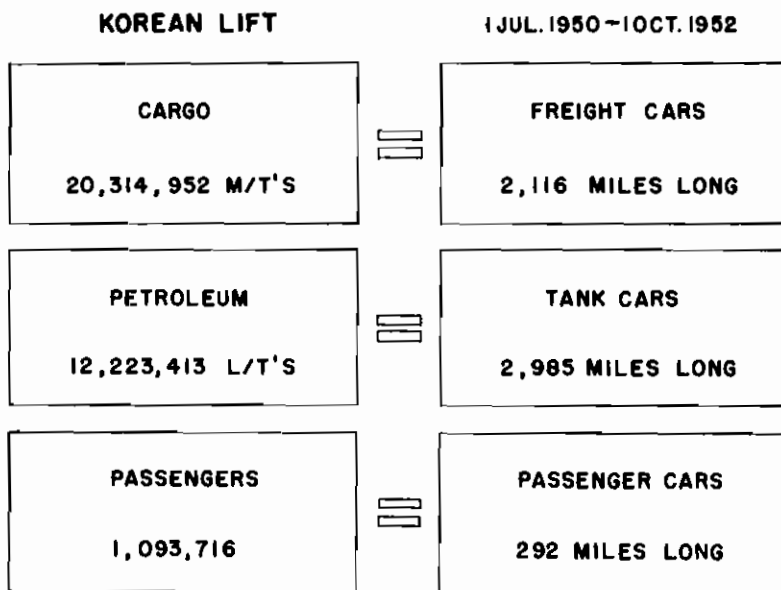 KOREAN LIFT
1 JUL. 1950-1 OCT. 1952
CARGO
20,314,952 M/T'S
=
FREIGHT CARS
2,116 MILES LONG
PETROLEUM
12,223,413 L/T'S
=
TANK CARS
2,985 MILES LONG
PASSENGERS
1,093,716
=
PASSENGER CARS
292 MILES LONG